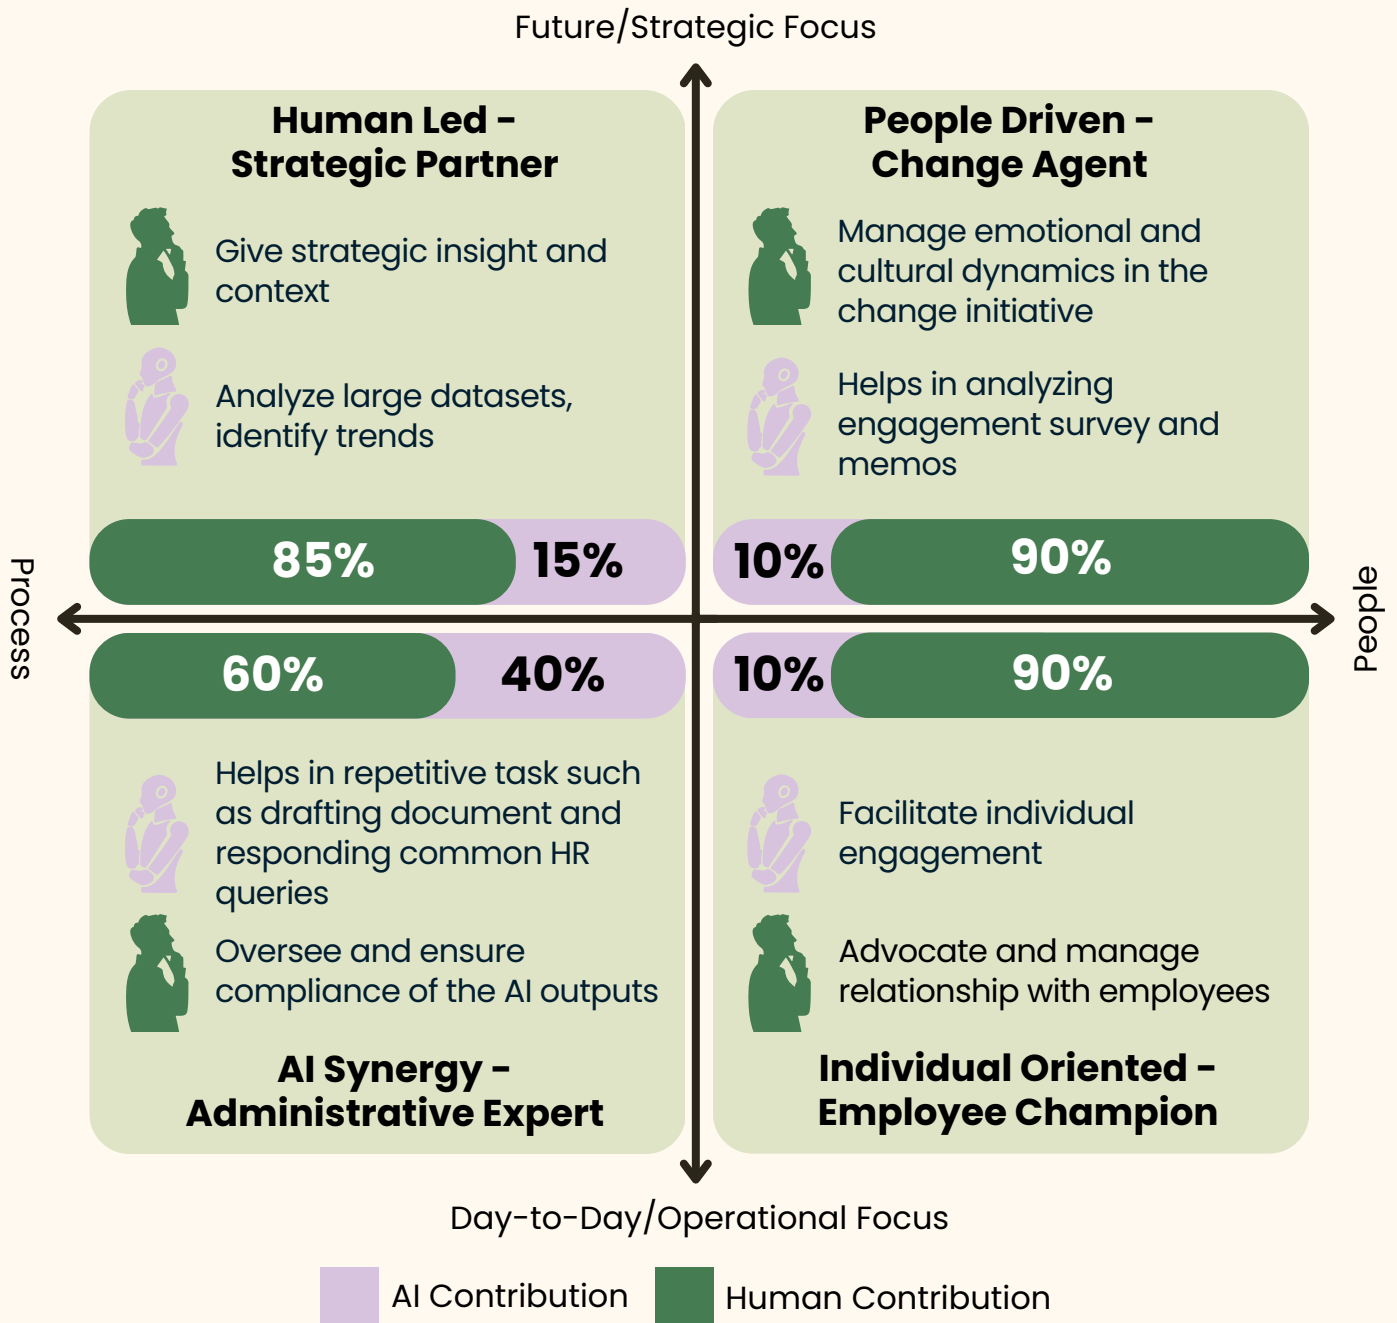 Future/Strategic Focus
Human Led -
Strategic Partner
Give strategic insight and
context
Analyze large datasets,
identify trends
85%
15%
People Driven -
Change Agent
Manage emotional and
cultural dynamics in the
change initiative
Helps in analyzing
engagement survey and
memos
10%
90%
Process
People
60%
40%
Helps in repetitive task such
as drafting document and
responding common HR
queries
Oversee and ensure
compliance of the AI outputs
AI Synergy -
Administrative Expert
10%
90%
Facilitate individual
engagement
Advocate and manage
relationship with employees
Individual Oriented -
Employee Champion
Day-to-Day/Operational Focus
AI Contribution
Human Contribution